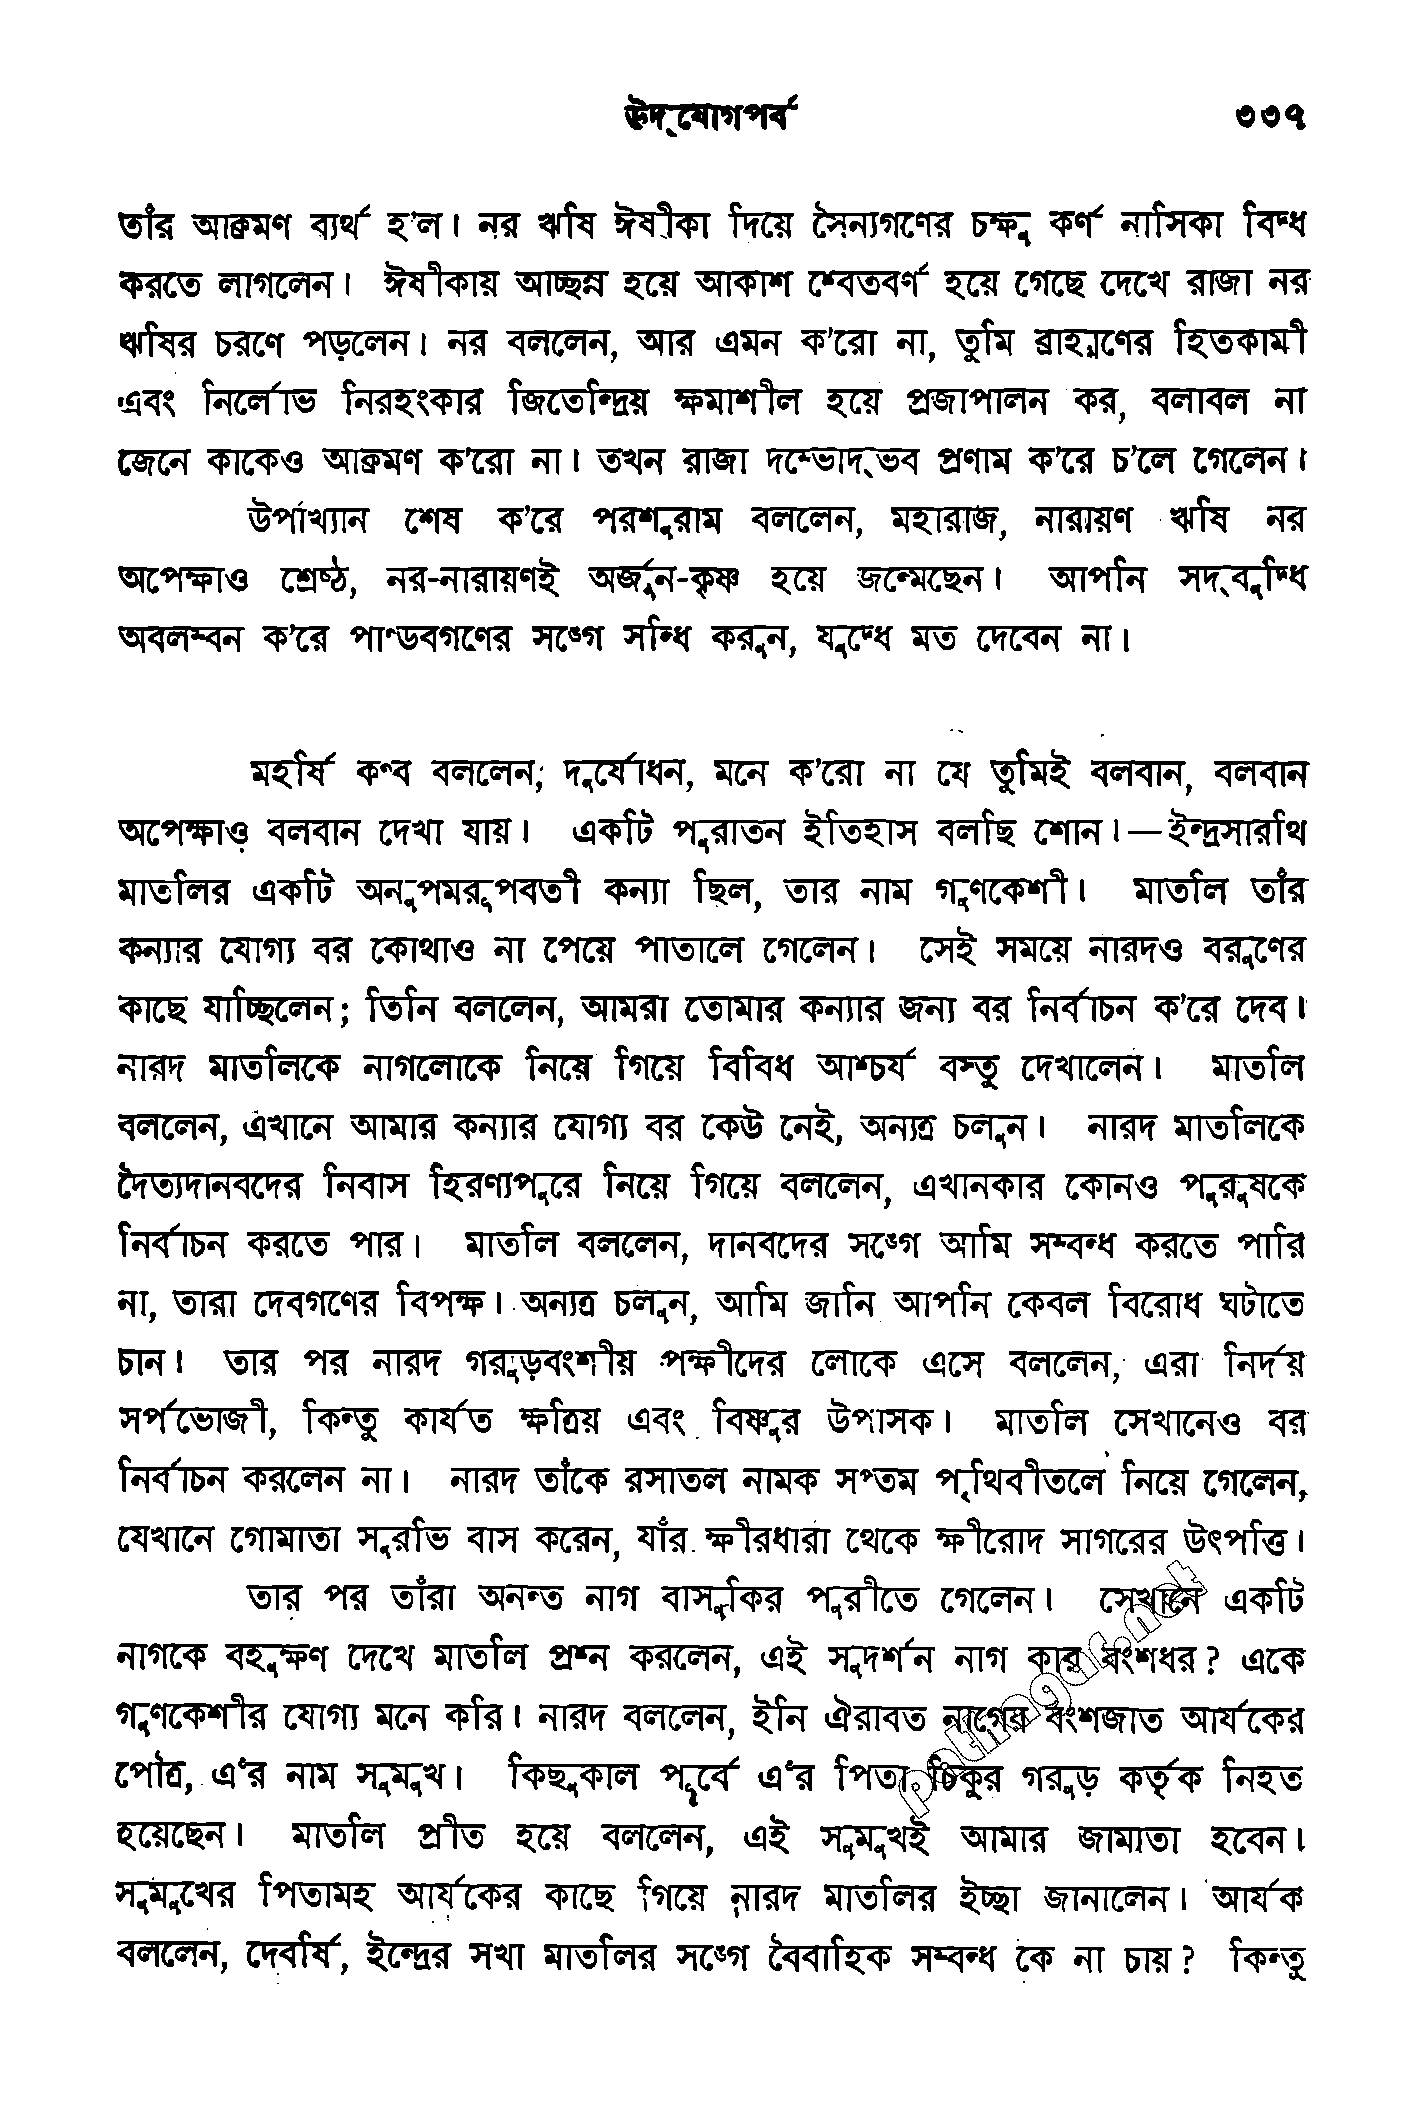 উদ্‌যোগপর্ব ৩৩৭
তাঁর আক্রমণ ব্যর্থ হ'ল। নর ঋষি ঈষীকা দিয়ে সৈন্যগণের চক্ষু কর্ণ নাসিকা বিদ্ধ
করতে লাগলেন। ঈষীকায় আচ্ছন্ন হয়ে আকাশ শ্বেতবর্ণ হয়ে গেছে দেখে রাজা নর
ঋষির চরণে পড়লেন। নর বললেন, আর এমন ক'রো না, তুমি ব্রাহ্মণের হিতকামী
এবং নির্লোভ নিরহংকার জিতেন্দ্রিয় ক্ষমাশীল হয়ে প্রজাপালন কর, বলাবল না
জেনে কাকেও আক্রমণ ক'রো না। তখন রাজা দম্ভোদ্‌ভব প্রণাম ক'রে চ'লে গেলেন।
উপাখ্যান শেষ ক'রে পরশুরাম বললেন, মহারাজ, নারায়ণ ঋষি নর
অপেক্ষাও শ্রেষ্ঠ, নর-নারায়ণই অর্জুন-কৃষ্ণ হয়ে জন্মেছেন। আপনি সদ্‌বুদ্ধি
অবলম্বন ক'রে পাণ্ডবগণের সঙ্গে সন্ধি করুন, যুদ্ধে মত দেবেন না।
মহর্ষি কণ্ব বললেন, দুর্যোধন, মনে ক'রো না যে তুমিই বলবান, বলবান
অপেক্ষাও বলবান দেখা যায়। একটি পুরাতন ইতিহাস বলছি শোন।—ইন্দ্রসারথি
মাতলির একটি অনুপমরূপবতী কন্যা ছিল, তার নাম গুণকেশী। মাতলি তাঁর
কন্যার যোগ্য বর কোথাও না পেয়ে পাতালে গেলেন। সেই সময়ে নারদও বরুণের
কাছে যাচ্ছিলেন; তিনি বললেন, আমরা তোমার কন্যার জন্য বর নির্বাচন ক'রে দেব।
নারদ মাতলিকে নাগলোকে নিয়ে গিয়ে বিবিধ আশ্চর্য বস্তু দেখালেন। মাতলি
বললেন, এখানে আমার কন্যার যোগ্য বর কেউ নেই, অন্যত্র চলুন। নারদ মাতলিকে
দৈত্যদানবদের নিবাস হিরণ্যপুরে নিয়ে গিয়ে বললেন, এখানকার কোনও পুরুষকে
নির্বাচন করতে পার। মাতলি বললেন, দানবদের সঙ্গে আমি সম্বন্ধ করতে পারি
না, তারা দেবগণের বিপক্ষ। অন্যত্র চলুন, আমি জানি আপনি কেবল বিরোধ ঘটাতে
চান। তার পর নারদ গরুড়বংশীয় পক্ষীদের লোকে এসে বললেন, এরা নির্দয়
সর্পভোজী, কিন্তু কার্যত ক্ষত্রিয় এবং বিষ্ণুর উপাসক। মাতলি সেখানেও বর
নির্বাচন করলেন না। নারদ তাঁকে রসাতল নামক সপ্তম পৃথিবীতলে নিয়ে গেলেন,
যেখানে গোমাতা সুরভি বাস করেন, যাঁর ক্ষীরধারা থেকে ক্ষীরোদ সাগরের উৎপত্তি।
তার পর তাঁরা অনন্ত নাগ বাসুকির পুরীতে গেলেন। সেখানে একটি
নাগকে বহুক্ষণ দেখে মাতলি প্রশ্ন করলেন, এই সুদর্শন নাগ কার বংশধর? একে
গুণকেশীর যোগ্য মনে করি। নারদ বললেন, ইনি ঐরাবত নাগের বংশজাত আর্যকের
পৌত্র, এঁর নাম সুমুখ। কিছুকাল পূর্বে এঁর পিতা চিকুর গরুড় কর্তৃক নিহত
হয়েছেন। মাতলি প্রীত হয়ে বললেন, এই সুমুখই আমার জামাতা হবেন।
সুমুখের পিতামহ আর্যকের কাছে গিয়ে নারদ মাতলির ইচ্ছা জানালেন। আর্যক
বললেন, দেবর্ষি, ইন্দ্রের সখা মাতলির সঙ্গে বৈবাহিক সম্বন্ধ কে না চায়? কিন্তু
pathagar.net